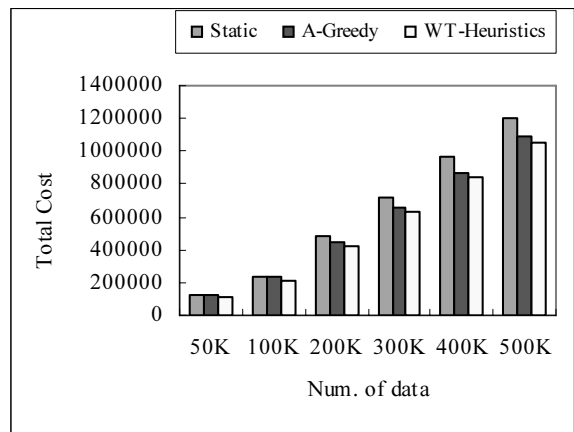 Static A-Greedy WT-Heuristics
1400000
1200000
1000000
800000
600000
400000
200000
0
Total Cost
50K 100K 200K 300K 400K 500K
Num. of data